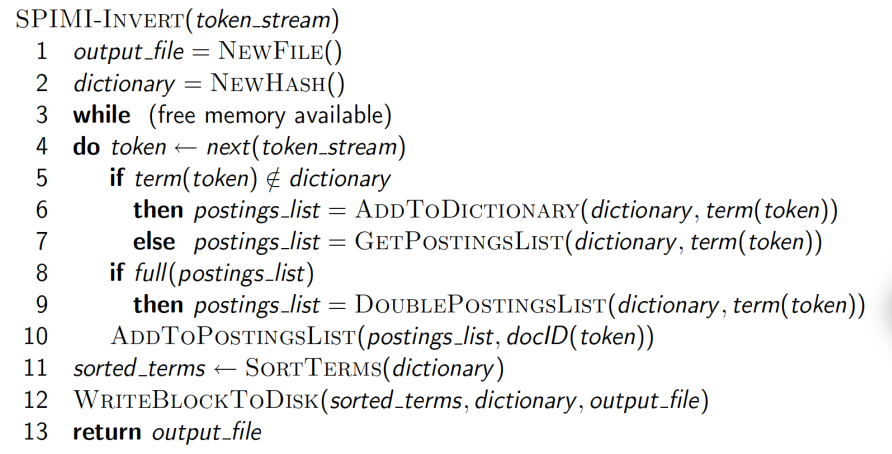 SPIMI-INVERT(token_stream)
1 output_file = NEWFILE()
2 dictionary = NEWHASH()
3 while (free memory available)
4 do token ← next(token_stream)
5 if term(token) ∉ dictionary
6 then postings_list = ADDTODICTIONARY(dictionary, term(token))
7 else postings_list = GETPOSTINGSLIST(dictionary, term(token))
8 if full(postings_list)
9 then postings_list = DOUBLEPOSTINGSLIST(dictionary, term(token))
10 ADDTOPOSTINGSLIST(postings_list, docID(token))
11 sorted_terms ← SORTTERMS(dictionary)
12 WRITEBLOCKTODISK(sorted_terms, dictionary, output_file)
13 return output_file